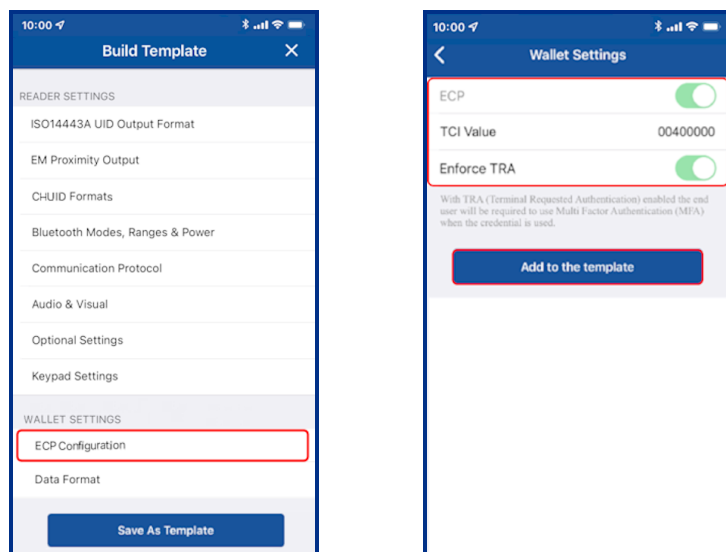 10:00
Build Template
READER SETTINGS
ISO14443A UID Output Format
EM Proximity Output
CHUID Formats
Bluetooth Modes, Ranges & Power
Communication Protocol
Audio & Visual
Optional Settings
Keypad Settings
WALLET SETTINGS
ECP Configuration
Data Format
Save As Template
10:00
Wallet Settings
ECP
TCI Value 00400000
Enforce TRA
With TRA (Terminal Requested Authentication) enabled the end
user will be required to use Multi Factor Authentication (MFA)
when the credential is used.
Add to the template